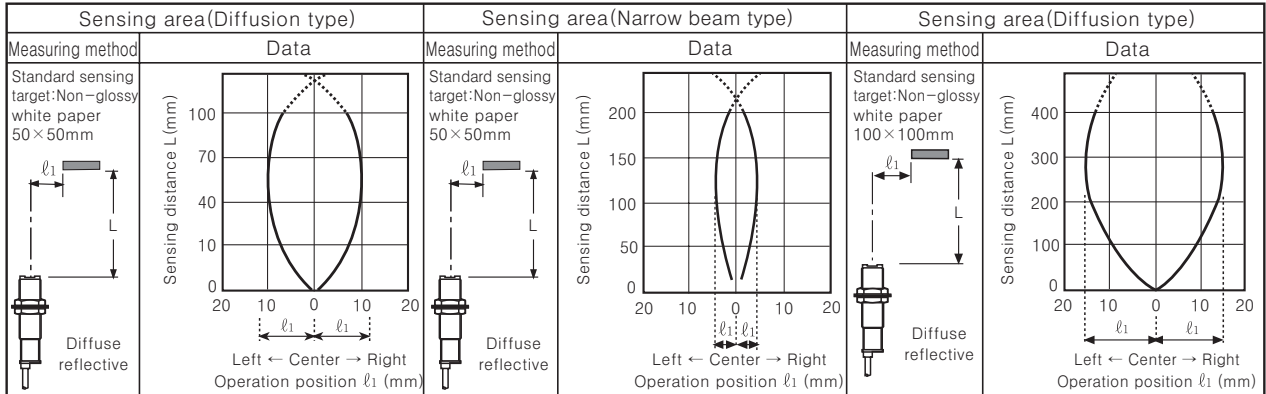 Sensing area(Diffusion type)
Measuring method
Data
Standard sensing
target:Non-glossy
white paper
50×50mm
ℓ1
L
Diffuse
reflective
Sensing distance L (mm)
100
70
40
10
0
20 10 0 10 20
ℓ1 ℓ1
Left ← Center → Right
Operation position ℓ1 (mm)
Sensing area(Narrow beam type)
Measuring method
Data
Standard sensing
target:Non-glossy
white paper
50×50mm
ℓ1
L
Diffuse
reflective
Sensing distance L (mm)
200
150
100
50
0
20 10 0 10 20
ℓ1 ℓ1
Left ← Center → Right
Operation position ℓ1 (mm)
Sensing area(Diffusion type)
Measuring method
Data
Standard sensing
target:Non-glossy
white paper
100×100mm
ℓ1
L
Diffuse
reflective
Sensing distance L (mm)
400
300
200
100
0
20 10 0 10 20
ℓ1 ℓ1
Left ← Center → Right
Operation position ℓ1 (mm)